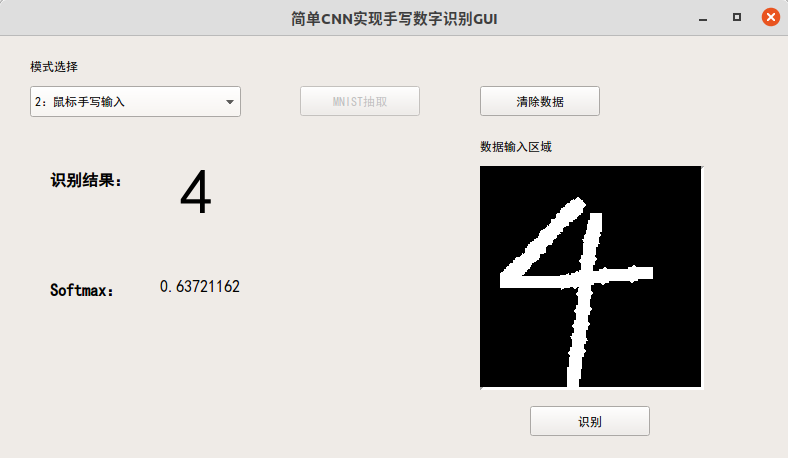 简单CNN实现手写数字识别GUI
模式选择
2：鼠标手写输入
MNIST抽取
清除数据
数据输入区域
识别结果：
4
4
Softmax：
0.63721162
识别